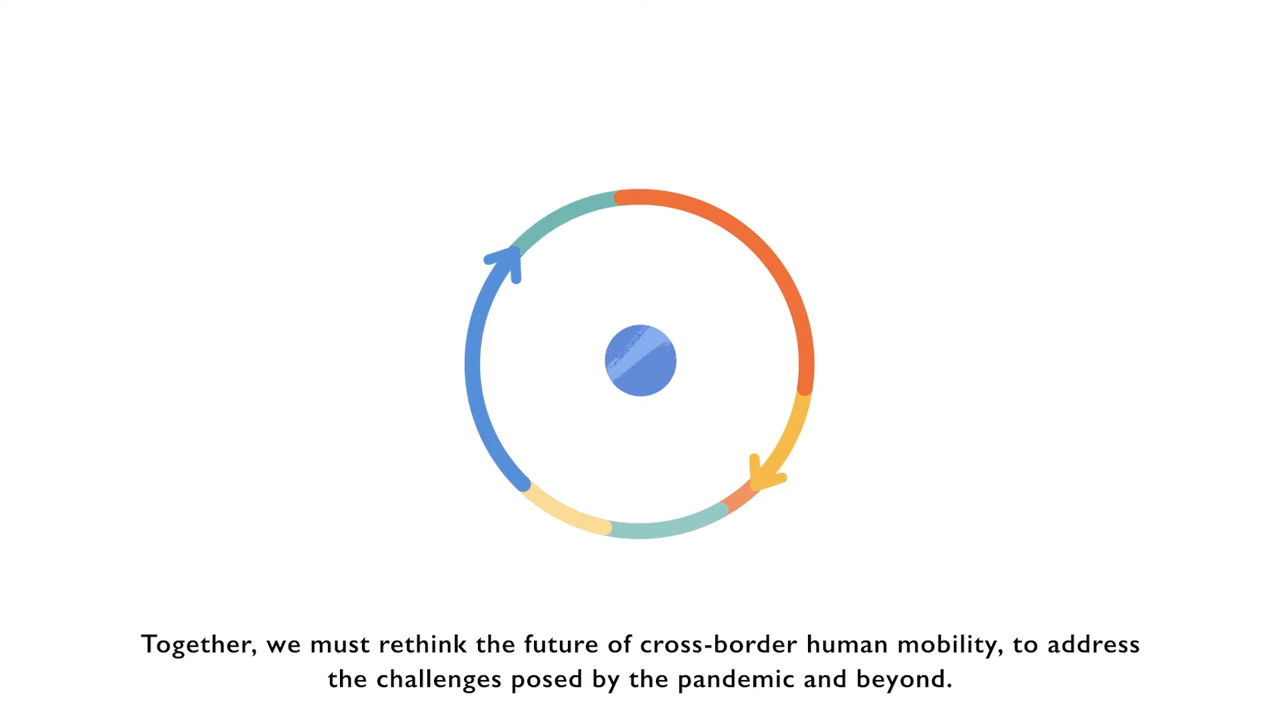 Together, we must rethink the future of cross-border human mobility, to address
the challenges posed by the pandemic and beyond.